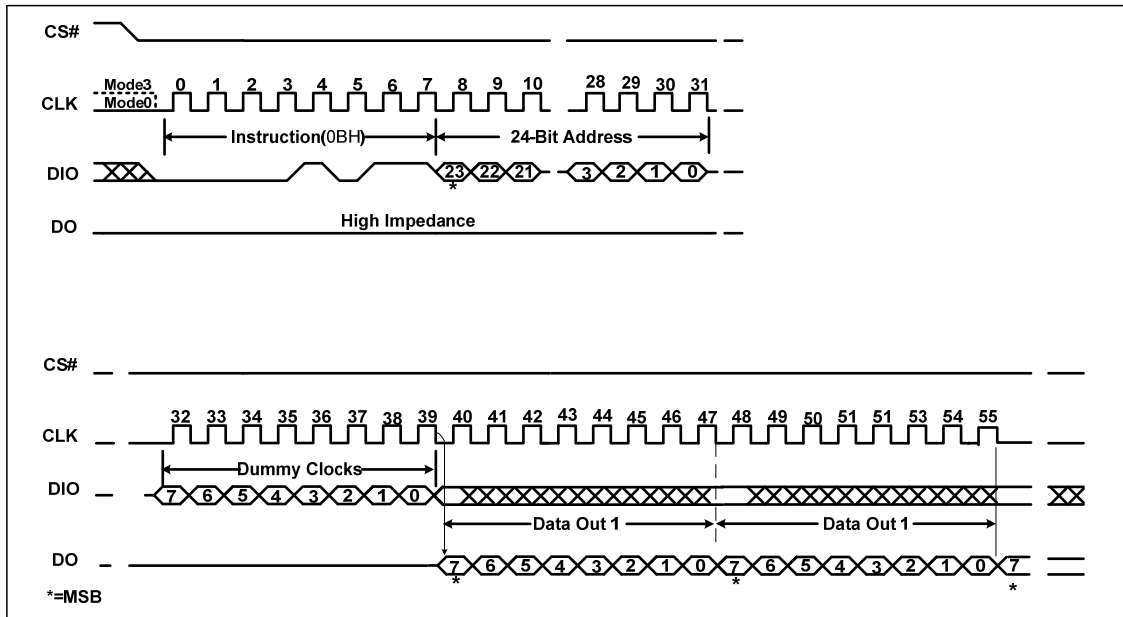 CS#
Mode3
Mode0
CLK
0 1 2 3 4 5 6 7 8 9 10 28 29 30 31
Instruction(0BH) 24-Bit Address
DIO
23 22 21 3 2 1 0
*
High Impedance
DO
CS#
32 33 34 35 36 37 38 39 40 41 42 43 44 45 46 47 48 49 50 51 51 53 54 55
CLK
Dummy Clocks
DIO
7 6 5 4 3 2 1 0
Data Out 1 Data Out 1
DO
7 6 5 4 3 2 1 0 7 6 5 4 3 2 1 0 7
* * *
*=MSB